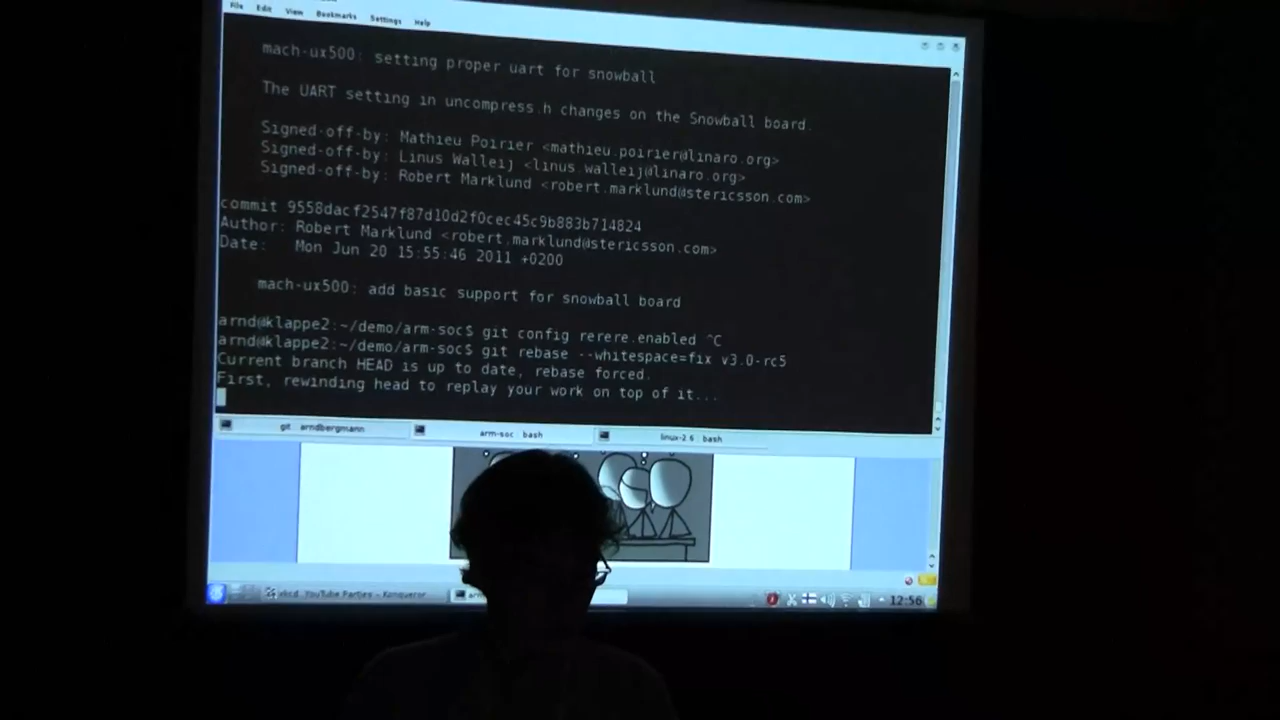 File Edit View Bookmarks Settings Help
mach-ux500: setting proper uart for snowball
The UART setting in uncompress.h changes on the Snowball board.
Signed-off-by: Mathieu Poirier <mathieu.poirier@linaro.org>
Signed-off-by: Linus Walleij <linus.walleij@linaro.org>
Signed-off-by: Robert Marklund <robert.marklund@stericsson.com>
commit 9558dacf2547f87d10d2f0cec45c9b883b714824
Author: Robert Marklund <robert.marklund@stericsson.com>
Date: Mon Jun 20 15:55:46 2011 +0200
mach-ux500: add basic support for snowball board
arnd@klappe2:~/demo/arm-soc$ git config rerere.enabled ^C
arnd@klappe2:~/demo/arm-soc$ git rebase --whitespace=fix v3.0-rc5
Current branch HEAD is up to date, rebase forced.
First, rewinding head to replay your work on top of it...
git : arndbergmann arm-soc : bash linux-2.6 : bash
xkcd: YouTube Parties - Konqueror 12:56